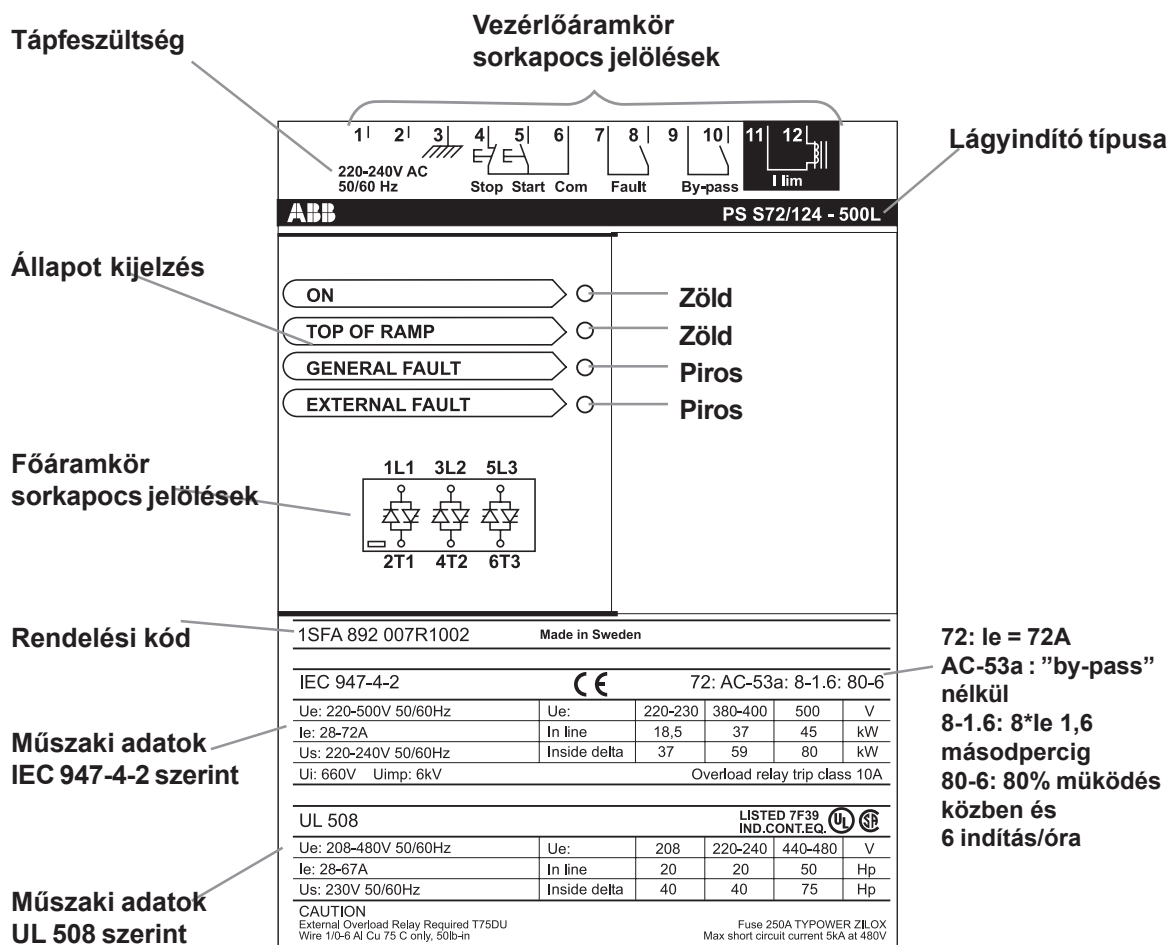 Tápfeszültség
Vezérlőáramkör
sorkapocs jelölések
Lágyindító típusa
1 2 3 4 5 6 7 8 9 10 11 12
220-240V AC
50/60 Hz
Stop Start Com Fault By-pass I lim
ABB PS S72/124 - 500L
Állapot kijelzés
ON Zöld
TOP OF RAMP Zöld
GENERAL FAULT Piros
EXTERNAL FAULT Piros
Főáramkör
sorkapocs jelölések
1L1 3L2 5L3
2T1 4T2 6T3
Rendelési kód
1SFA 892 007R1002 Made in Sweden
IEC 947-4-2 CE 72: AC-53a: 8-1.6: 80-6
Ue: 220-500V 50/60Hz Ue: 220-230 380-400 500 V
Ie: 28-72A In line 18,5 37 45 kW
Us: 220-240V 50/60Hz Inside delta 37 59 80 kW
Ui: 660V Uimp: 6kV Overload relay trip class 10A
72: Ie = 72A
AC-53a : ”by-pass”
nélkül
8-1.6: 8*Ie 1,6
másodpercig
80-6: 80% müködés
közben és
6 indítás/óra
Műszaki adatok
IEC 947-4-2 szerint
UL 508 LISTED 7F39 UL SA
IND.CONT.EQ.
Ue: 208-480V 50/60Hz Ue: 208 220-240 440-480 V
Ie: 28-67A In line 20 20 50 Hp
Us: 230V 50/60Hz Inside delta 40 40 75 Hp
Műszaki adatok
UL 508 szerint
CAUTION
External Overload Relay Required T75DU Fuse 250A TYPOWER ZILOX
Wire 1/0-6 Al Cu 75 C only, 50lb-in Max short circuit current 5kA at 480V